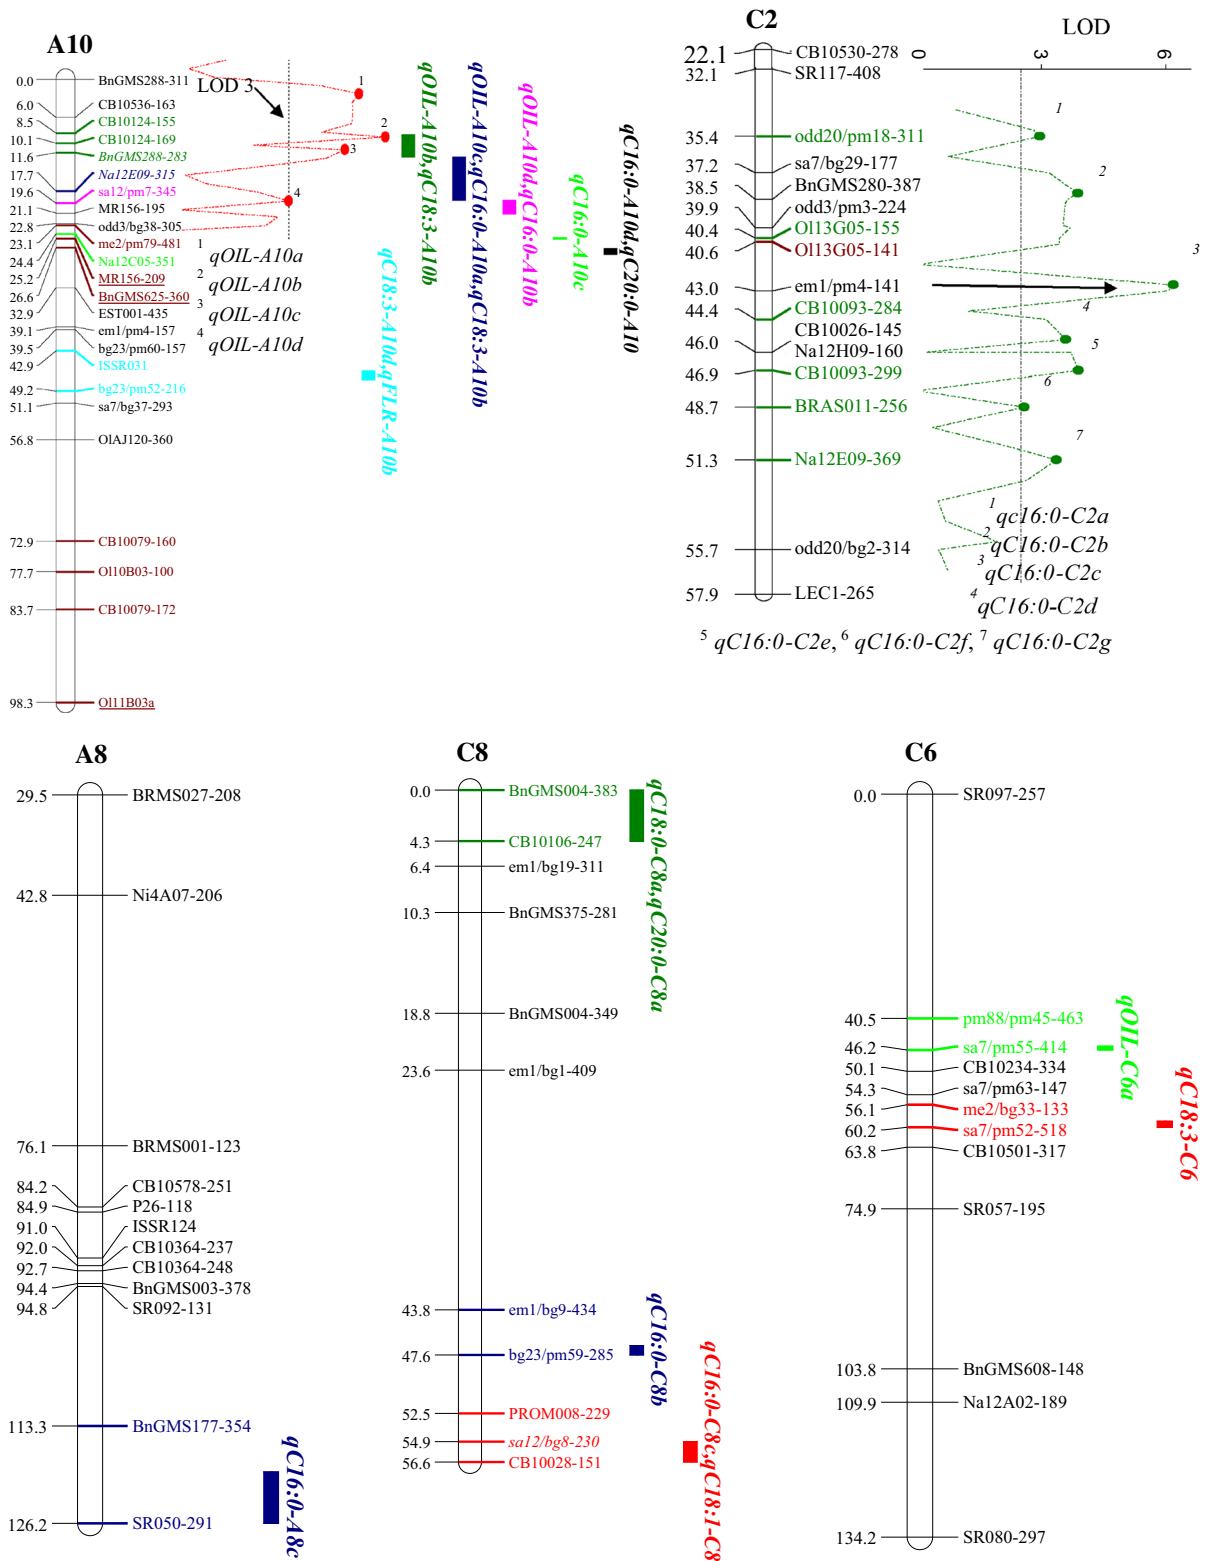 A10
0.0 BnGMS288-311
6.0 CB10536-163
8.5 CB10124-155
10.1 CB10124-169
11.6 BnGMS288-283
17.7 Na12E09-315
19.6 sa12/pm7-345
21.1 MR156-195
22.8 odd3/bg38-305
23.1 me2/pm79-481
24.4 Na12C05-351
25.2 MR156-209
26.6 BnGMS625-360
32.9 EST001-435
39.1 em1/pm4-157
39.5 bg23/pm60-157
42.9 ISSR031
49.2 bg23/pm52-216
51.1 sa7/bg37-293
56.8 OlAJ120-360
72.9 CB10079-160
77.7 Ol10B03-100
83.7 CB10079-172
98.3 Ol11B03a
LOD 3
1
2
3
4
1 qOIL-A10a
2 qOIL-A10b
3 qOIL-A10c
4 qOIL-A10d
qOIL-A10b,qC18:3-A10b
qOIL-A10c,qC16:0-A10a,qC18:3-A10b
qOIL-A10d,qC16:0-A10b
qC16:0-A10c
qC16:0-A10d,qC20:0-A10
qC18:3-A10d,qFLR-A10b
C2
22.1 CB10530-278
32.1 SR117-408
35.4 odd20/pm18-311
37.2 sa7/bg29-177
38.5 BnGMS280-387
39.9 odd3/pm3-224
40.4 Ol13G05-155
40.6 Ol13G05-141
43.0 em1/pm4-141
44.4 CB10093-284
CB10026-145
46.0 Na12H09-160
46.9 CB10093-299
48.7 BRAS011-256
51.3 Na12E09-369
55.7 odd20/bg2-314
57.9 LEC1-265
LOD
0 3 6
1
2
3
4
5
6
7
1 qc16:0-C2a
2 qC16:0-C2b
3 qC16:0-C2c
4 qC16:0-C2d
5 qC16:0-C2e, 6 qC16:0-C2f, 7 qC16:0-C2g
A8
29.5 BRMS027-208
42.8 Ni4A07-206
76.1 BRMS001-123
84.2 CB10578-251
84.9 P26-118
91.0 ISSR124
92.0 CB10364-237
92.7 CB10364-248
94.4 BnGMS003-378
94.8 SR092-131
113.3 BnGMS177-354
126.2 SR050-291
qC16:0-A8c
C8
0.0 BnGMS004-383
4.3 CB10106-247
6.4 em1/bg19-311
10.3 BnGMS375-281
18.8 BnGMS004-349
23.6 em1/bg1-409
43.8 em1/bg9-434
47.6 bg23/pm59-285
52.5 PROM008-229
54.9 sa12/bg8-230
56.6 CB10028-151
qC18:0-C8a,qC20:0-C8a
qC16:0-C8b
qC16:0-C8c,qC18:1-C8
C6
0.0 SR097-257
40.5 pm88/pm45-463
46.2 sa7/pm55-414
50.1 CB10234-334
54.3 sa7/pm63-147
56.1 me2/bg33-133
60.2 sa7/pm52-518
63.8 CB10501-317
74.9 SR057-195
103.8 BnGMS608-148
109.9 Na12A02-189
134.2 SR080-297
qOIL-C6a
qC18:3-C6